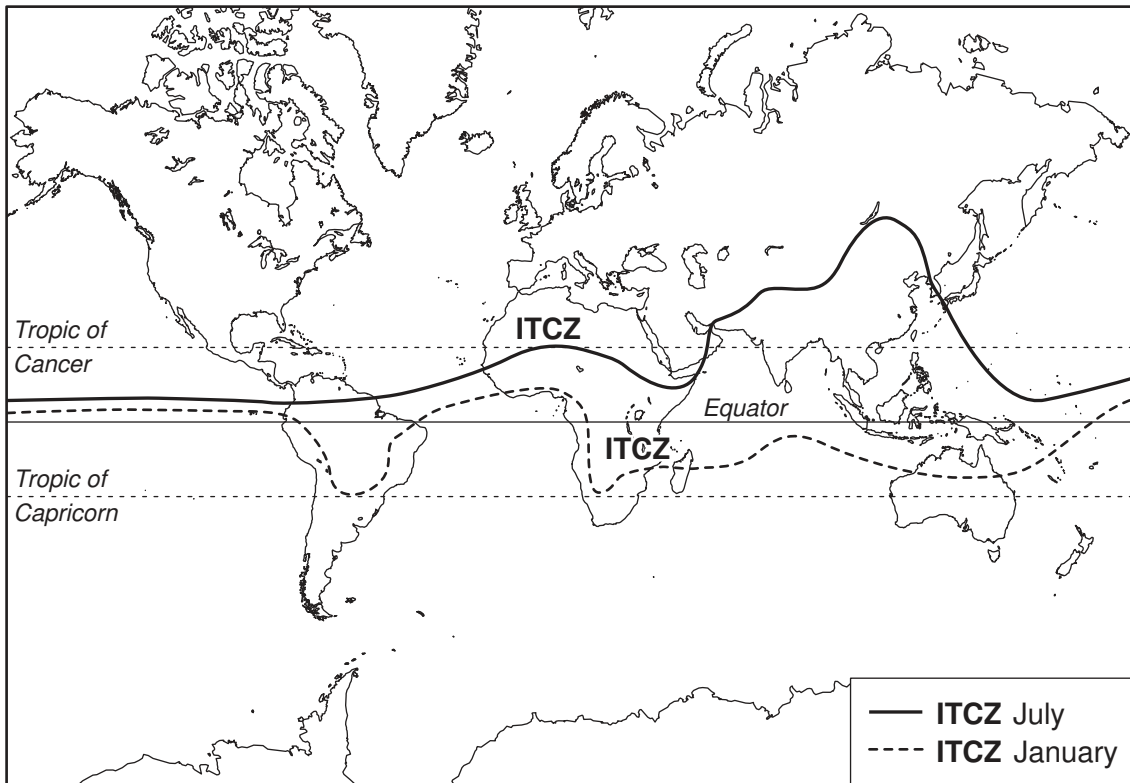 ITCZ
Tropic of
Cancer
Equator
ITCZ
Tropic of
Capricorn
ITCZ July
ITCZ January